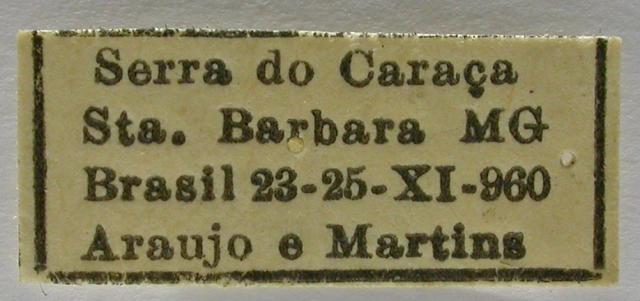 Serra do Caraça
Sta. Barbara MG
Brasil 23-25-XI-960
Araujo e Martins